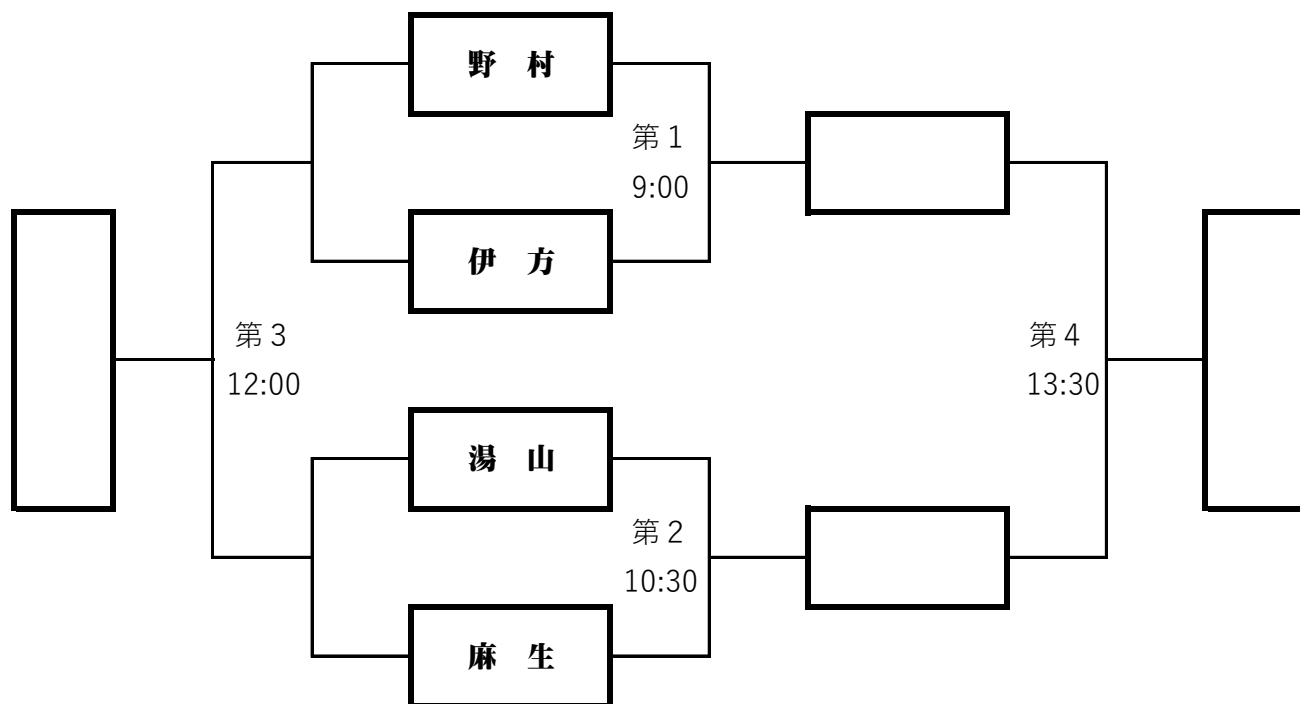 野　村
第 1
9:00
伊　方
第 3
12:00
第 4
13:30
湯　山
第 2
10:30
麻　生